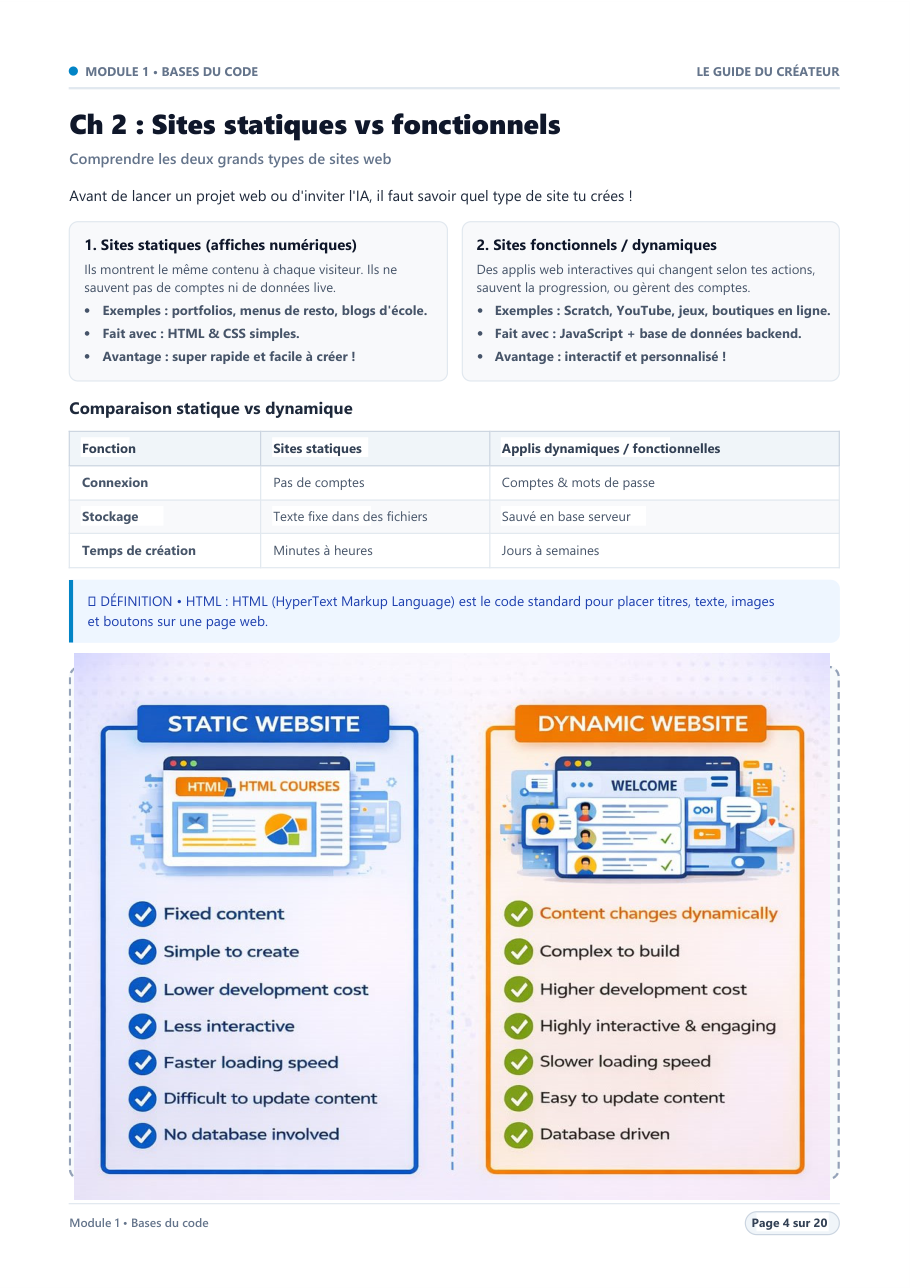 MODULE 1 • BASES DU CODE
LE GUIDE DU CRÉATEUR
Ch 2 : Sites statiques vs fonctionnels
Comprendre les deux grands types de sites web
Avant de lancer un projet web ou d'inviter l'IA, il faut savoir quel type de site tu crées !
1. Sites statiques (affiches numériques)
Ils montrent le même contenu à chaque visiteur. Ils ne
sauvent pas de comptes ni de données live.
• Exemples : portfolios, menus de resto, blogs d'école.
• Fait avec : HTML & CSS simples.
• Avantage : super rapide et facile à créer !
2. Sites fonctionnels / dynamiques
Des applis web interactives qui changent selon tes actions,
sauvent la progression, ou gèrent des comptes.
• Exemples : Scratch, YouTube, jeux, boutiques en ligne.
• Fait avec : JavaScript + base de données backend.
• Avantage : interactif et personnalisé !
Comparaison statique vs dynamique
Fonction Sites statiques Applis dynamiques / fonctionnelles
Connexion Pas de comptes Comptes & mots de passe
Stockage Texte fixe dans des fichiers Sauvé en base serveur
Temps de création Minutes à heures Jours à semaines
DÉFINITION • HTML : HTML (HyperText Markup Language) est le code standard pour placer titres, texte, images
et boutons sur une page web.
STATIC WEBSITE
HTML HTML COURSES
Fixed content
Simple to create
Lower development cost
Less interactive
Faster loading speed
Difficult to update content
No database involved
DYNAMIC WEBSITE
WELCOME
Content changes dynamically
Complex to build
Higher development cost
Highly interactive & engaging
Slower loading speed
Easy to update content
Database driven
Module 1 • Bases du code
Page 4 sur 20